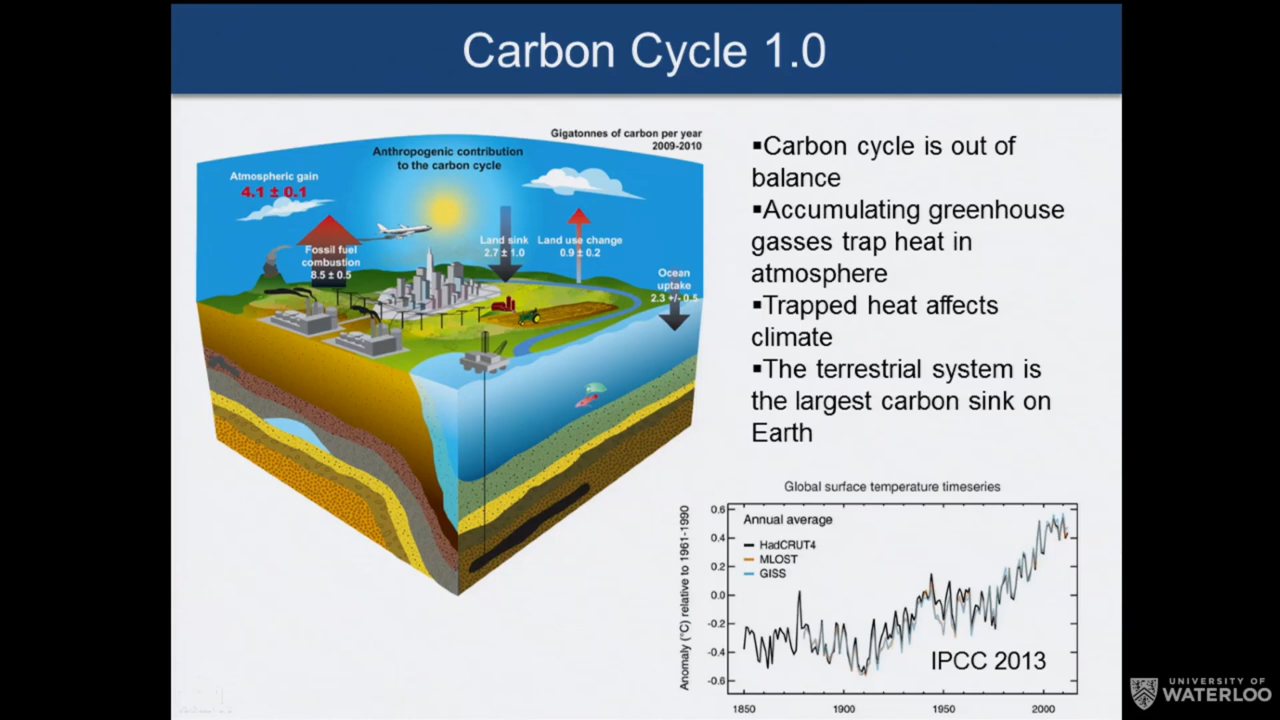 Carbon Cycle 1.0
Gigatonnes of carbon per year
2009-2010
Anthropogenic contribution
to the carbon cycle
Atmospheric gain
4.1 ± 0.1
Fossil fuel
combustion
8.5 ± 0.5
Land sink
2.7 ± 1.0
Land use change
0.9 ± 0.2
Ocean
uptake
2.3 +/- 0.5
▪Carbon cycle is out of
balance
▪Accumulating greenhouse
gasses trap heat in
atmosphere
▪Trapped heat affects
climate
▪The terrestrial system is
the largest carbon sink on
Earth
Global surface temperature timeseries
Anomaly (°C) relative to 1961-1990
0.6
0.4
0.2
0.0
-0.2
-0.4
-0.6
Annual average
HadCRUT4
MLOST
GISS
IPCC 2013
1850
1900
1950
2000
UNIVERSITY OF
WATERLOO